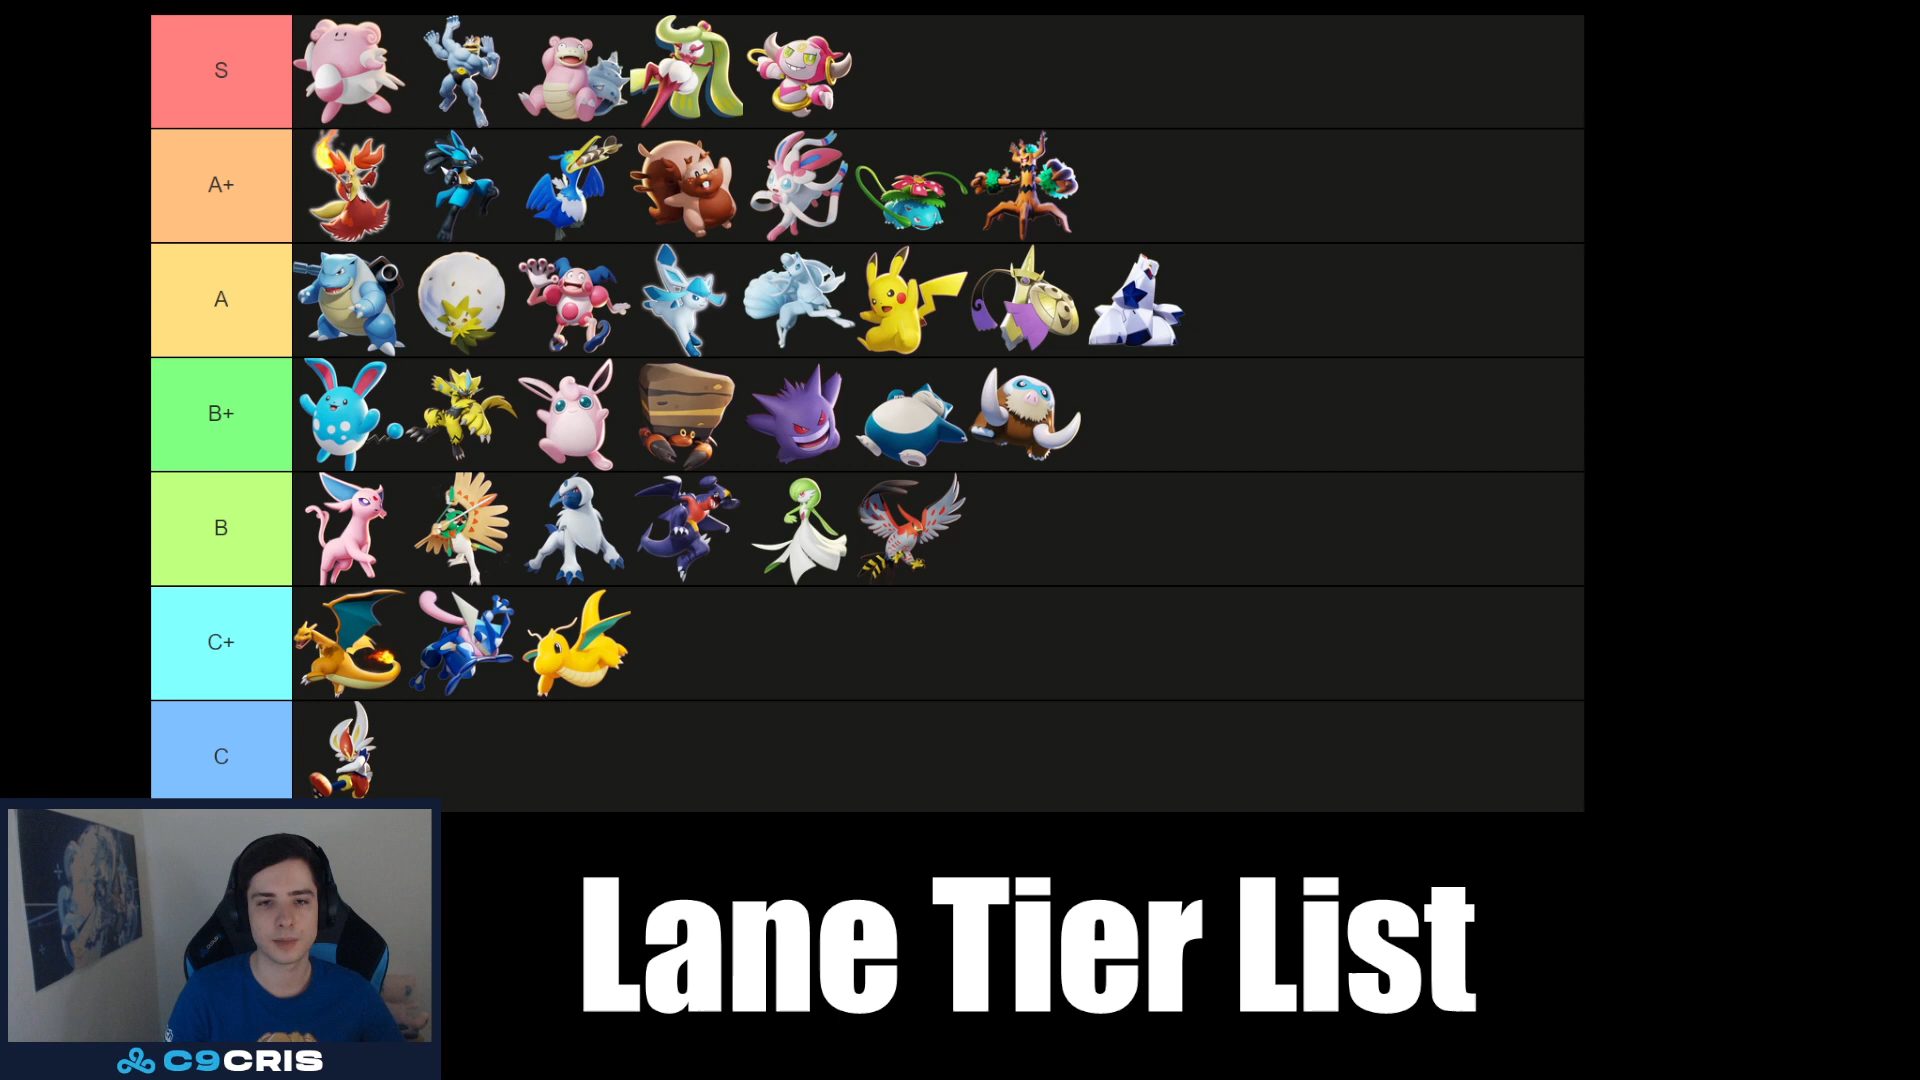 S
A+
A
B+
B
C+
C
Lane Tier List
C9CRIS